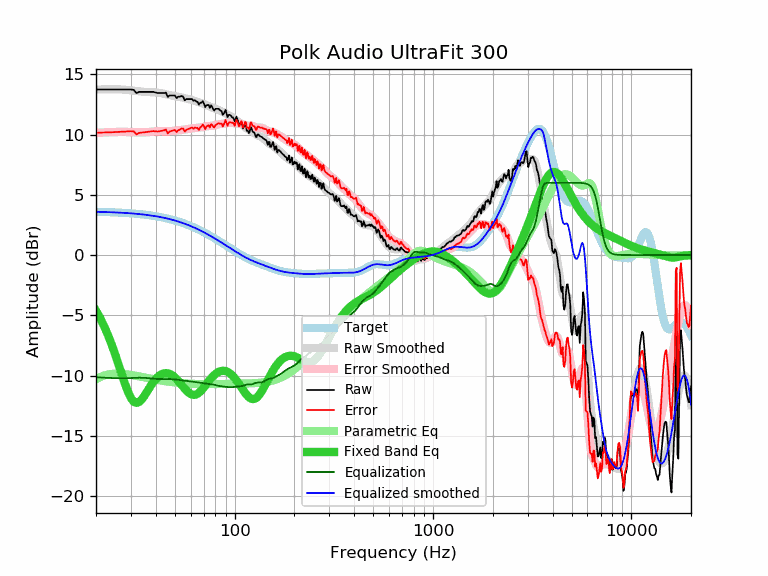 Polk Audio UltraFit 300
Amplitude (dBr)
15
10
5
0
−5
−10
−15
−20
Target
Raw Smoothed
Error Smoothed
Raw
Error
Parametric Eq
Fixed Band Eq
Equalization
Equalized smoothed
100
1000
10000
Frequency (Hz)